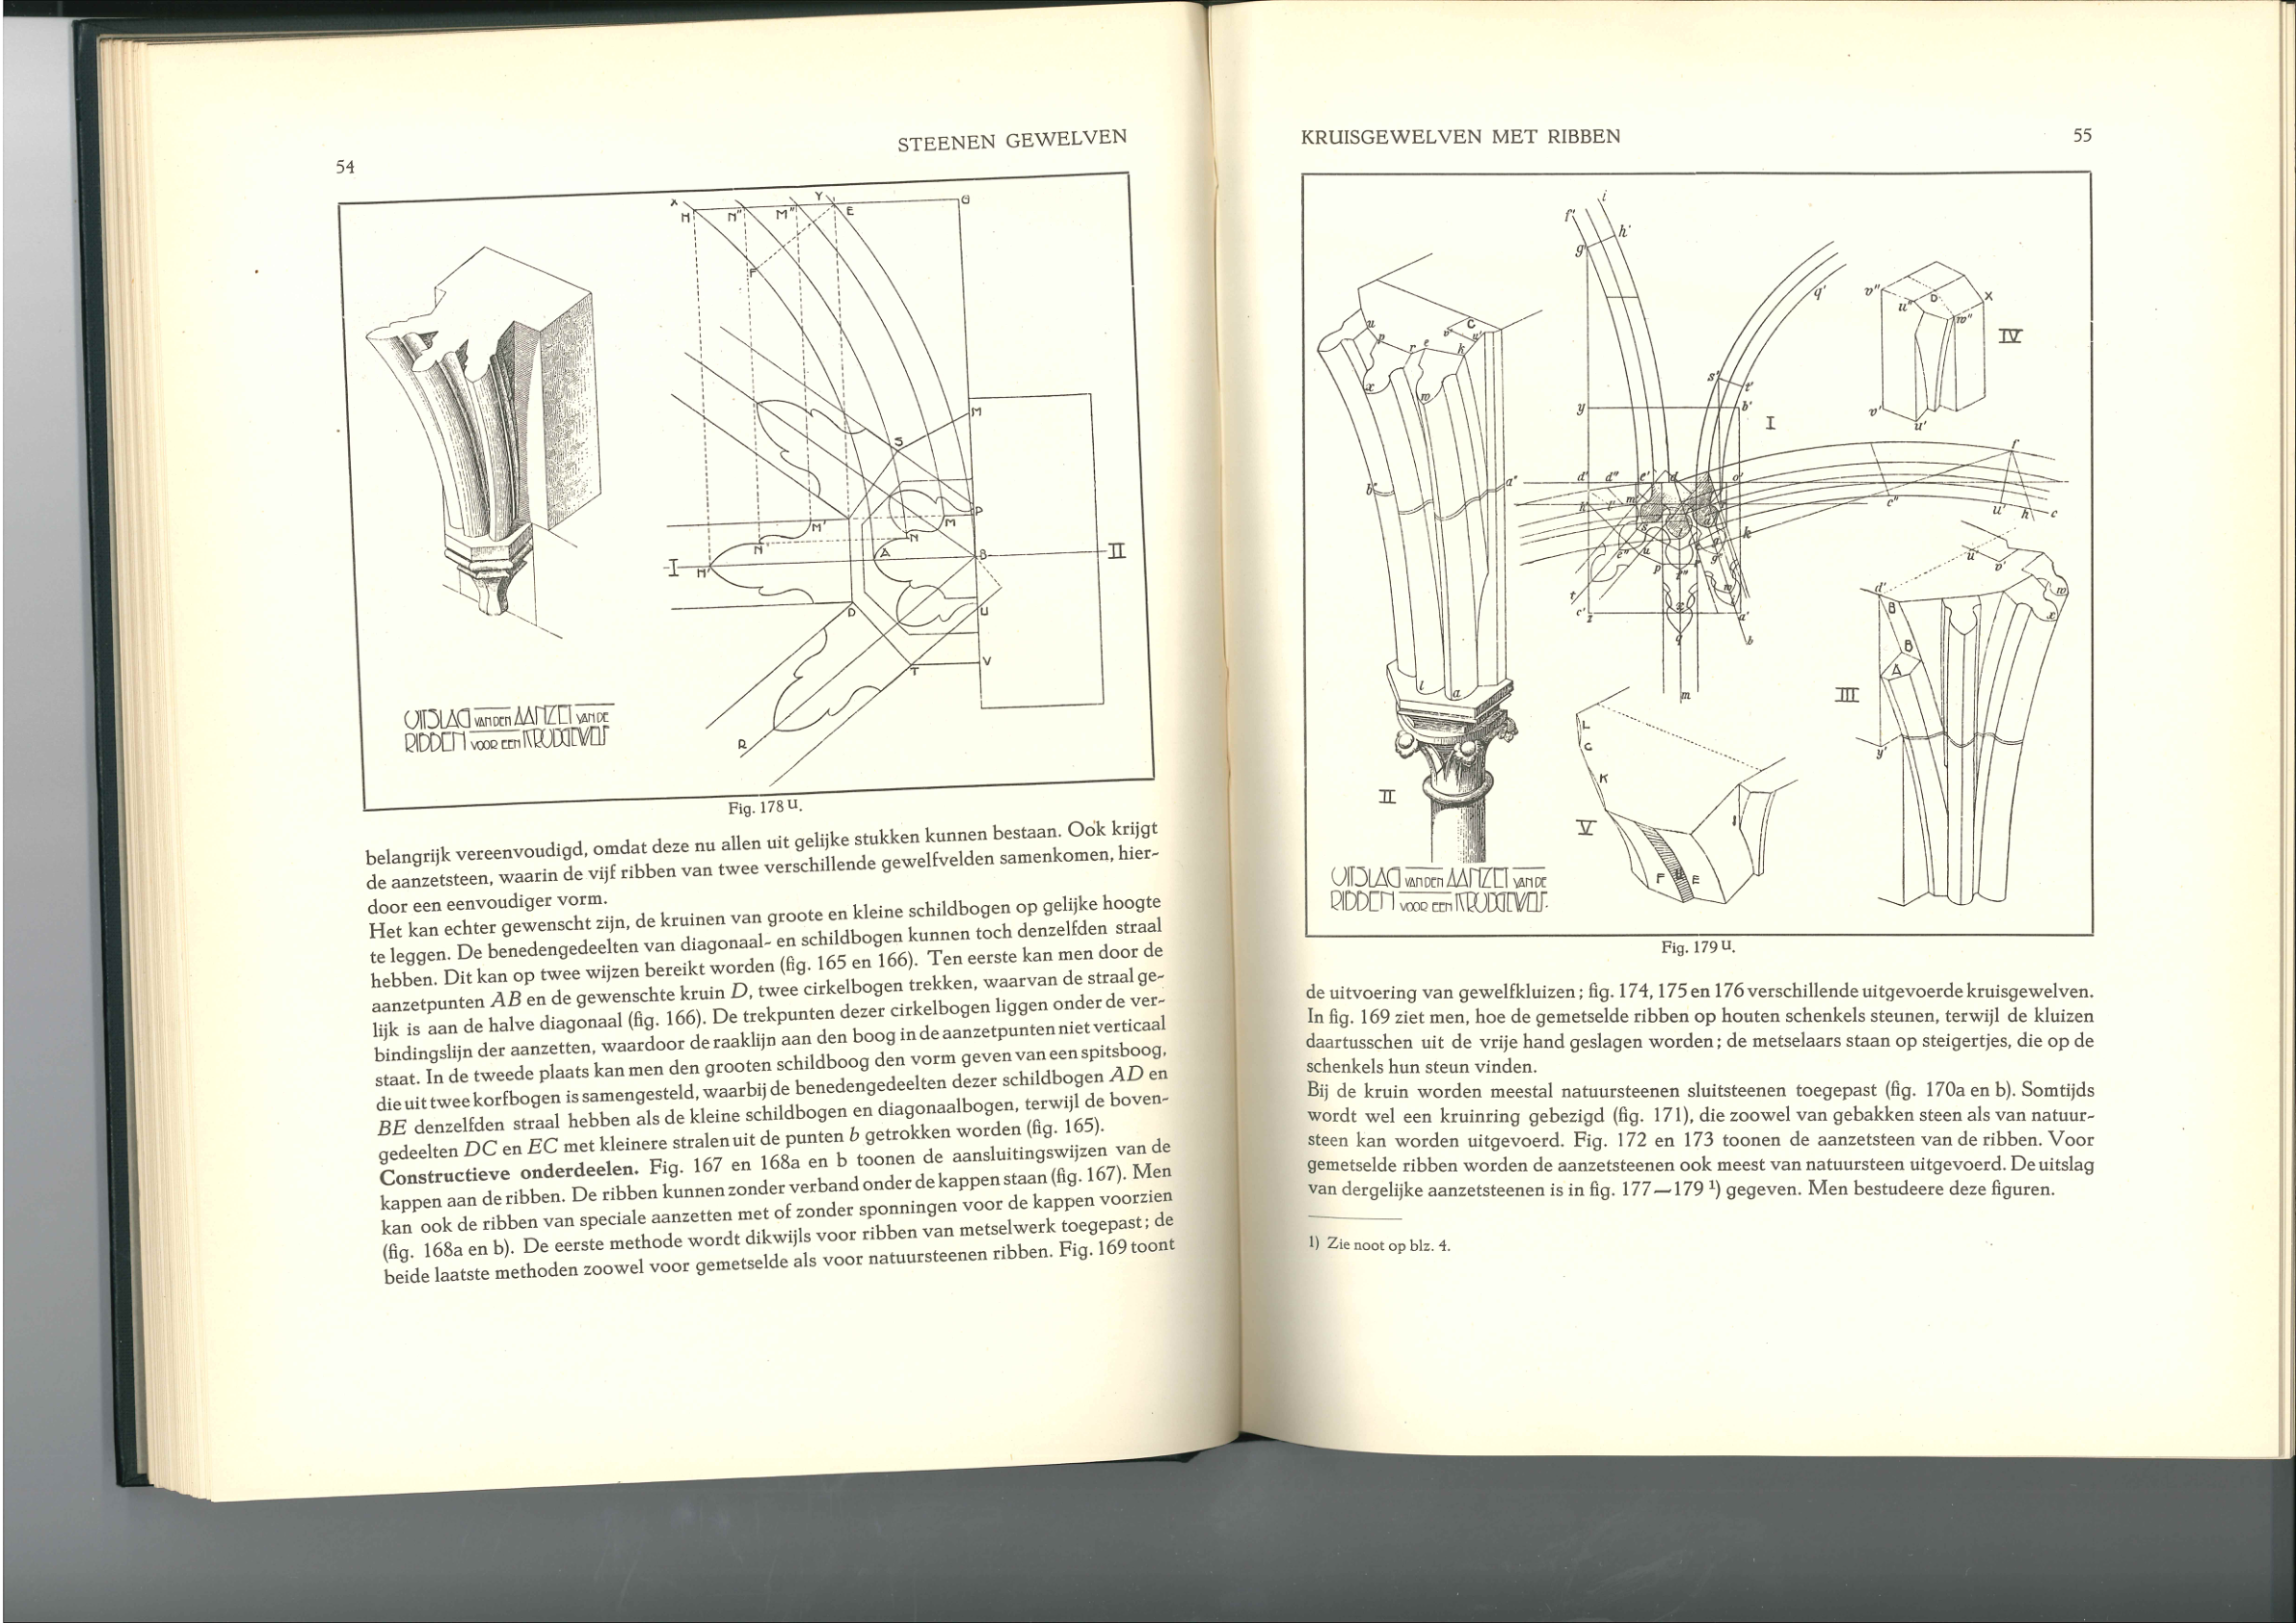 54
STEENEN GEWELVEN
UITSLAG VAN DEN AANZET VAN DE
RIBBEN VOOR EEN KRUISGEWELF
Fig. 178 U.
belangrijk vereenvoudigd, omdat deze nu allen uit gelijke stukken kunnen bestaan. Ook krijgt
de aanzetsteen, waarin de vijf ribben van twee verschillende gewelfvelden samenkomen, hier-
door een eenvoudiger vorm.
Het kan echter gewenscht zijn, de kruinen van groote en kleine schildbogen op gelijke hoogte
te leggen. De benedengedeelten van diagonaal- en schildbogen kunnen toch denzelfden straal
hebben. Dit kan op twee wijzen bereikt worden (fig. 165 en 166). Ten eerste kan men door de
aanzetpunten AB en de gewenschte kruin D, twee cirkelbogen trekken, waarvan de straal ge-
lijk is aan de halve diagonaal (fig. 166). De trekpunten dezer cirkelbogen liggen onder de ver-
bindingslijn der aanzetten, waardoor de raaklijn aan den boog in de aanzetpunten niet verticaal
staat. In de tweede plaats kan men den grooten schildboog den vorm geven van een spitsboog,
die uit twee korfbogen is samengesteld, waarbij de benedengedeelten dezer schildbogen AD en
BE denzelfden straal hebben als de kleine schildbogen en diagonaalbogen, terwijl de boven-
gedeelten DC en EC met kleinere stralen uit de punten b getrokken worden (fig. 165).
Constructieve onderdeelen. Fig. 167 en 168a en b toonen de aansluitingswijzen van de
kappen aan de ribben. De ribben kunnen zonder verband onder de kappen staan (fig. 167). Men
kan ook de ribben van speciale aanzetten met of zonder sponningen voor de kappen voorzien
(fig. 168a en b). De eerste methode wordt dikwijls voor ribben van metselwerk toegepast; de
beide laatste methoden zoowel voor gemetselde als voor natuursteenen ribben. Fig. 169 toont
KRUISGEWELVEN MET RIBBEN
55
I
II
III
IV
V
UITSLAG VAN DEN AANZET VAN DE
RIBBEN VOOR EEN KRUISGEWELF.
Fig. 179 U.
de uitvoering van gewelfkluizen; fig. 174, 175 en 176 verschillende uitgevoerde kruisgewelven.
In fig. 169 ziet men, hoe de gemetselde ribben op houten schenkels steunen, terwijl de kluizen
daartusschen uit de vrije hand geslagen worden; de metselaars staan op steigertjes, die op de
schenkels hun steun vinden.
Bij de kruin worden meestal natuursteenen sluitsteenen toegepast (fig. 170a en b). Somtijds
wordt wel een kruinring gebezigd (fig. 171), die zoowel van gebakken steen als van natuur-
steen kan worden uitgevoerd. Fig. 172 en 173 toonen de aanzetsteen van de ribben. Voor
gemetselde ribben worden de aanzetsteenen ook meest van natuursteen uitgevoerd. De uitslag
van dergelijke aanzetsteenen is in fig. 177—179 ¹) gegeven. Men bestudeere deze figuren.
1) Zie noot op blz. 4.